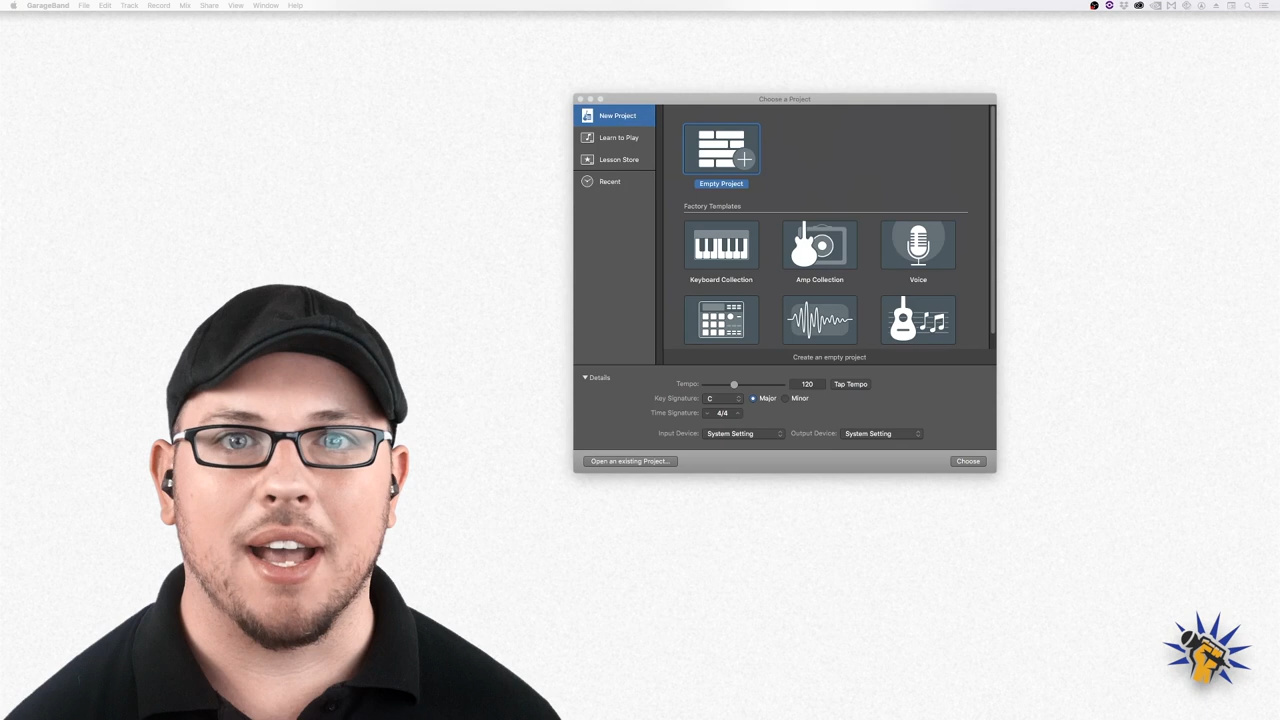 GarageBand File Edit Track Record Mix Share View Window Help
Choose a Project
New Project
Learn to Play
Lesson Store
Recent
Empty Project
Factory Templates
Keyboard Collection Amp Collection Voice
Create an empty project
Details
Tempo: 120 Tap Tempo
Key Signature: C Major Minor
Time Signature: - 4/4
Input Device: System Setting Output Device: System Setting
Open an existing Project... Choose